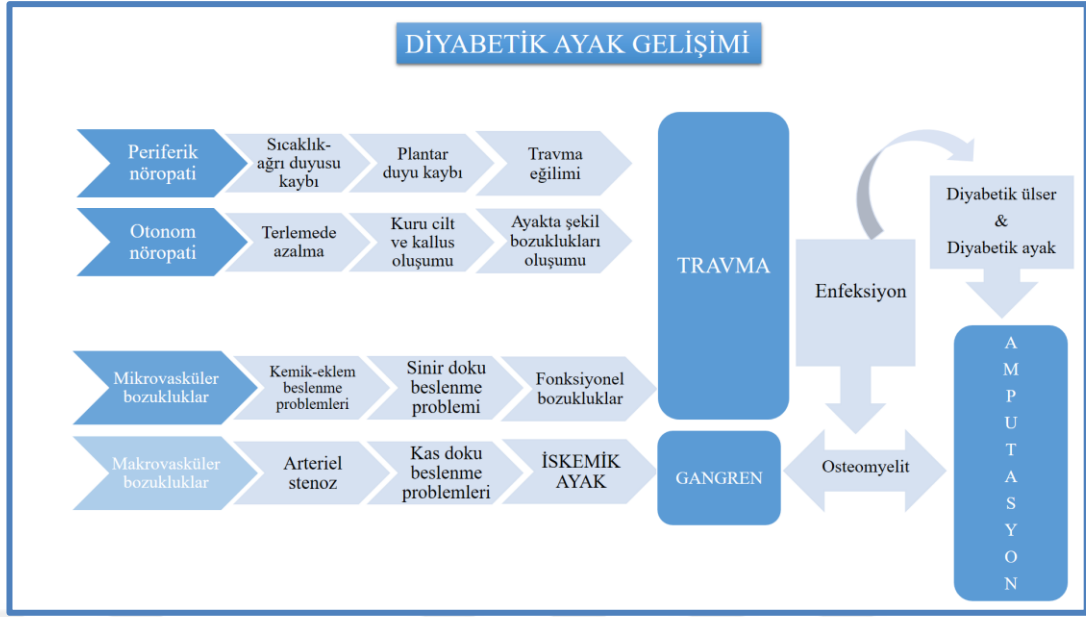 DİYABETİK AYAK GELİŞİMİ
Periferik
nöropati
Sıcaklık-
ağrı duyusu
kaybı
Plantar
duyu kaybı
Travma
eğilimi
Otonom
nöropati
Terlemede
azalma
Kuru cilt
ve kallus
oluşumu
Ayakta şekil
bozuklukları
oluşumu
Mikrovasküler
bozukluklar
Kemik-eklem
beslenme
problemleri
Sinir doku
beslenme
problemi
Fonksiyonel
bozukluklar
Makrovasküler
bozukluklar
Arteriel
stenoz
Kas doku
beslenme
problemleri
İSKEMİK
AYAK
TRAVMA
GANGREN
Enfeksiyon
Osteomyelit
Diyabetik ülser
&
Diyabetik ayak
A
M
P
U
T
A
S
Y
O
N